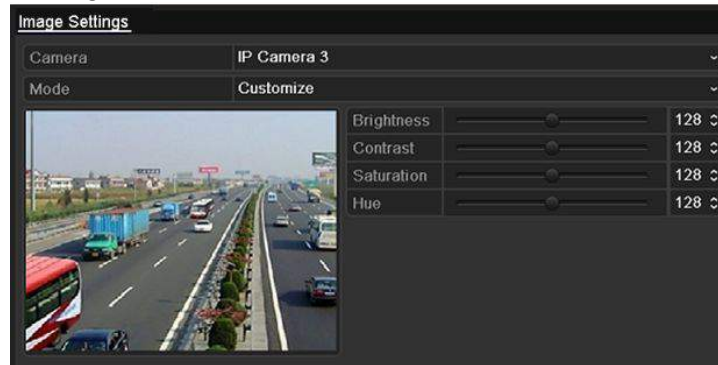 Image Settings
Camera IP Camera 3
Mode Customize
Brightness 128
Contrast 128
Saturation 128
Hue 128